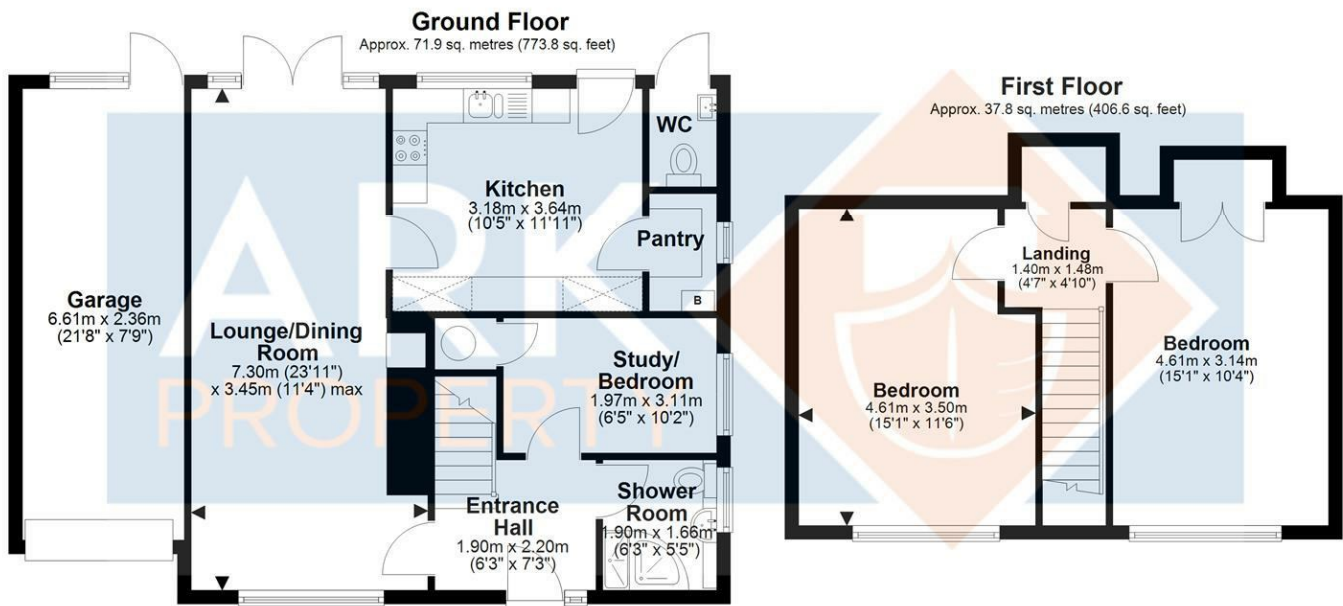 Ground Floor
Approx. 71.9 sq. metres (773.8 sq. feet)
First Floor
Approx. 37.8 sq. metres (406.6 sq. feet)
WC
Kitchen
3.18m x 3.64m
(10'5" x 11'11")
Pantry
B
Garage
6.61m x 2.36m
(21'8" x 7'9")
Lounge/Dining
Room
7.30m (23'11")
x 3.45m (11'4") max
Study/
Bedroom
1.97m x 3.11m
(6'5" x 10'2")
Entrance
Hall
1.90m x 2.20m
(6'3" x 7'3")
Shower
Room
1.90m x 1.66m
(6'3" x 5'5")
Landing
1.40m x 1.48m
(4'7" x 4'10")
Bedroom
4.61m x 3.50m
(15'1" x 11'6")
Bedroom
4.61m x 3.14m
(15'1" x 10'4")
ARK
PROPERTY